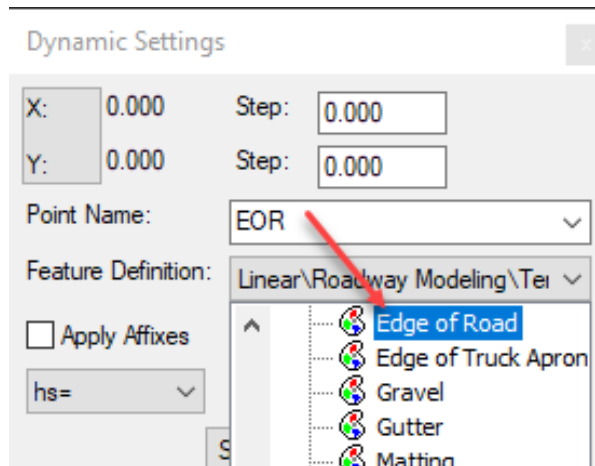 Dynamic Settings
X: 0.000 Step: 0.000
Y: 0.000 Step: 0.000
Point Name: EOR
Feature Definition: Linear\Roadway Modeling\Ter
Edge of Road
Apply Affixes
Edge of Truck Apron
hs=
Gravel
Gutter
S
Matting